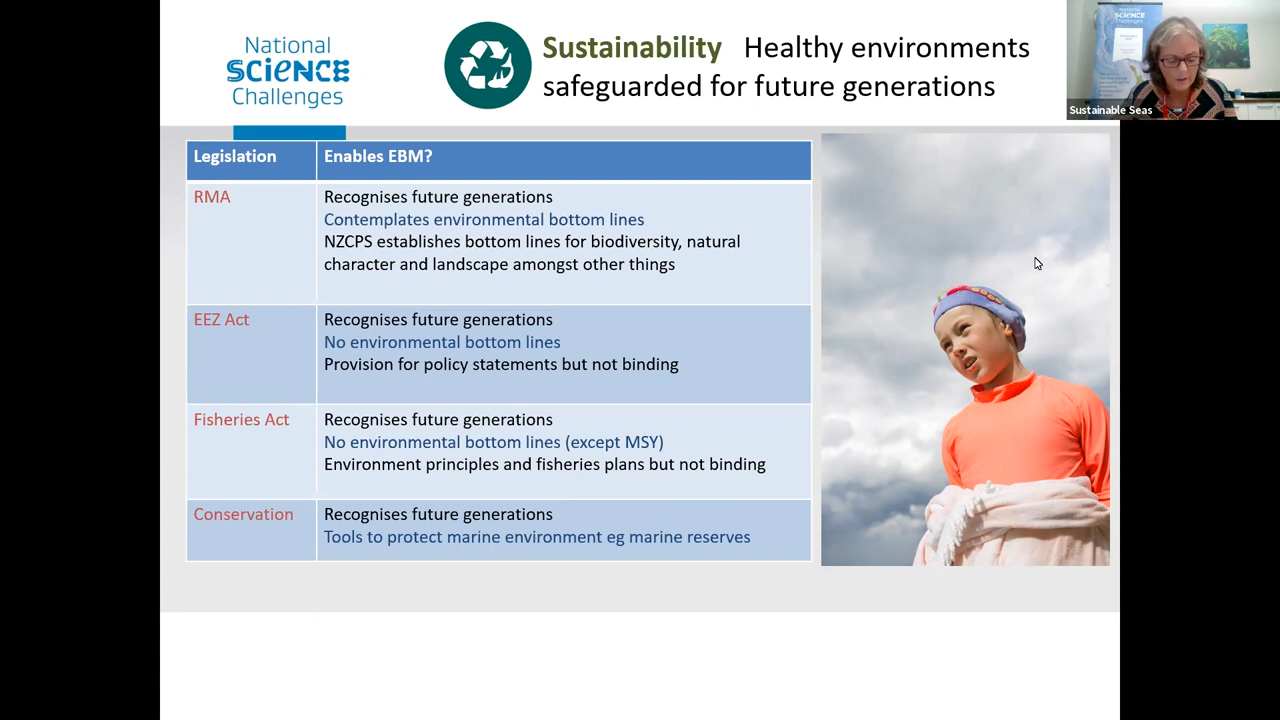 National
SCIENCE
Challenges
Sustainability Healthy environments
safeguarded for future generations
National
SCIENCE
Challenges
Sustainable Seas
Legislation
Enables EBM?
RMA
Recognises future generations
Contemplates environmental bottom lines
NZCPS establishes bottom lines for biodiversity, natural
character and landscape amongst other things
EEZ Act
Recognises future generations
No environmental bottom lines
Provision for policy statements but not binding
Fisheries Act
Recognises future generations
No environmental bottom lines (except MSY)
Environment principles and fisheries plans but not binding
Conservation
Recognises future generations
Tools to protect marine environment eg marine reserves